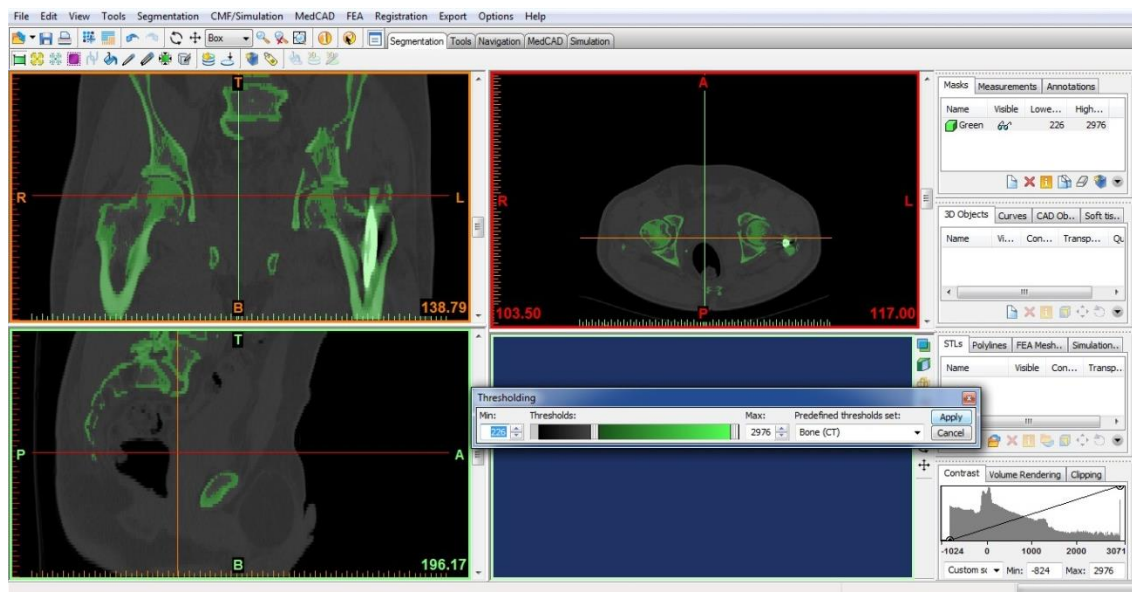 File Edit View Tools Segmentation CMF/Simulation MedCAD FEA Registration Export Options Help
Box Segmentation Tools Navigation MedCAD Simulation
T
R
L
B
138.79
A
R
L
P
103.50
117.00
T
P
A
B
196.17
Masks Measurements Annotations
Name Visible Lowe... High...
Green 226 2976
3D Objects Curves CAD Ob.. Soft tis..
Name Vi... Con... Transp... Qu
STLs Polylines FEA Mesh.. Simulation..
Name Visible Con... Transp..
Thresholding
Min: Thresholds: Max: Predefined thresholds set:
226 2976 Bone (CT)
Apply
Cancel
Contrast Volume Rendering Clipping
-1024 0 1000 2000 3071
Custom sc Min: -824 Max: 2976